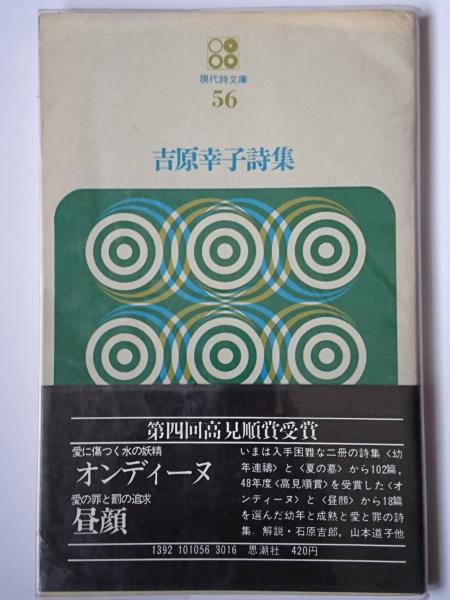 現代詩文庫
56
吉原幸子詩集
第四回高見順賞受賞
愛に傷つく水の妖精
オンディーヌ
愛の罪と罰の追求
昼顔
いまは入手困難な二冊の詩集〈幼
年連禱〉と〈夏の墓〉から102篇,
48年度〈高見順賞〉を受賞した〈オ
ンディーヌ〉と〈昼顔〉から18篇
を選んだ幼年と成熟と愛と罪の詩
集. 解説・石原吉郎, 山本道子他
1392 101056 3016 思潮社 420円